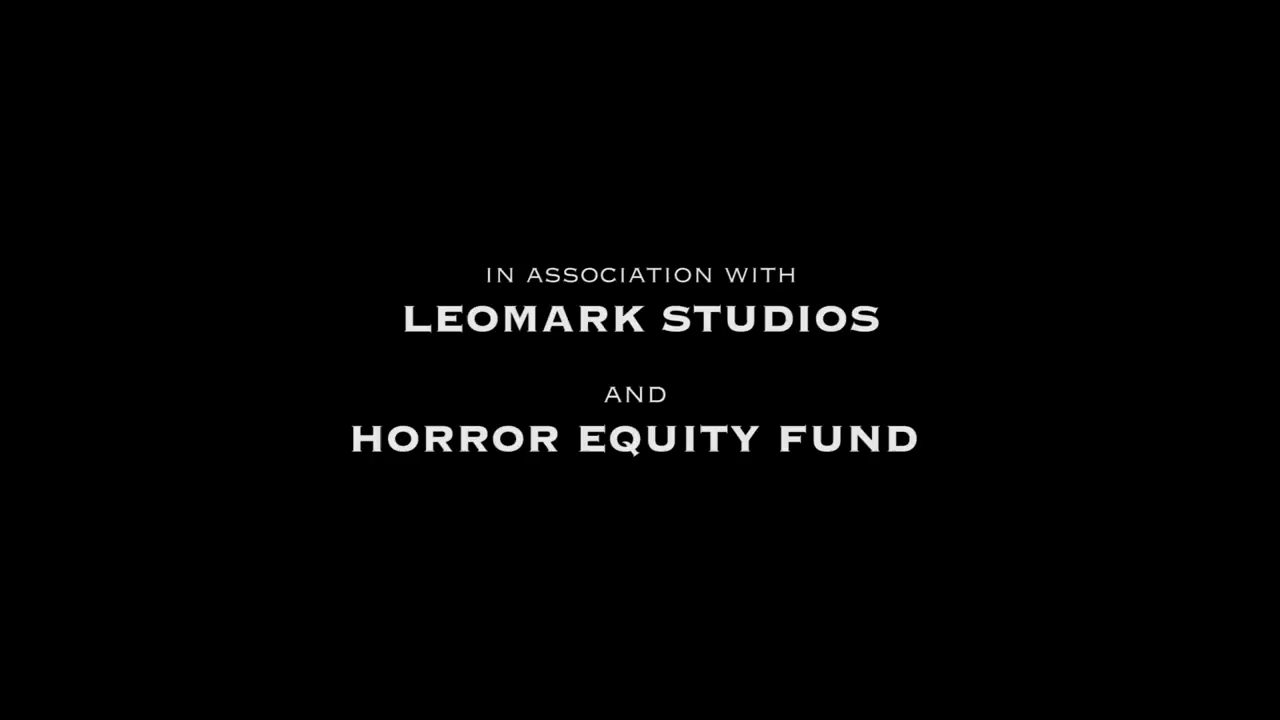 IN ASSOCIATION WITH
LEOMARK STUDIOS
AND
HORROR EQUITY FUND